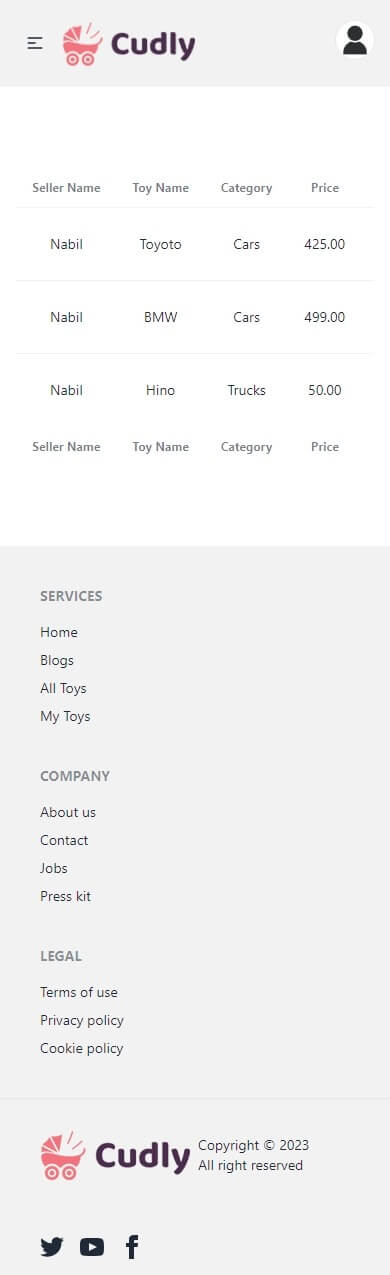 Cudly
Seller Name Toy Name Category Price
Nabil Toyoto Cars 425.00
Nabil BMW Cars 499.00
Nabil Hino Trucks 50.00
Seller Name Toy Name Category Price
SERVICES
Home
Blogs
All Toys
My Toys
COMPANY
About us
Contact
Jobs
Press kit
LEGAL
Terms of use
Privacy policy
Cookie policy
Cudly
Copyright © 2023
All right reserved